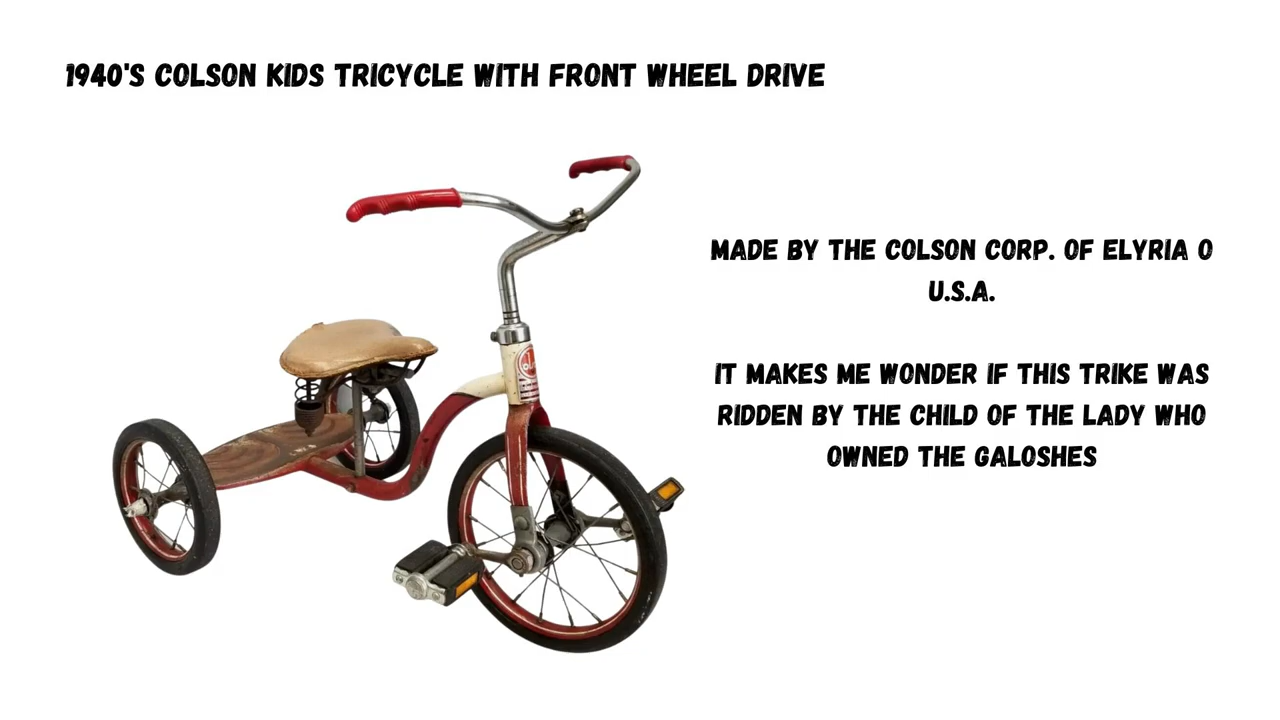 1940'S COLSON KIDS TRICYCLE WITH FRONT WHEEL DRIVE
MADE BY THE COLSON CORP. OF ELYRIA O
U.S.A.
IT MAKES ME WONDER IF THIS TRIKE WAS
RIDDEN BY THE CHILD OF THE LADY WHO
OWNED THE GALOSHES